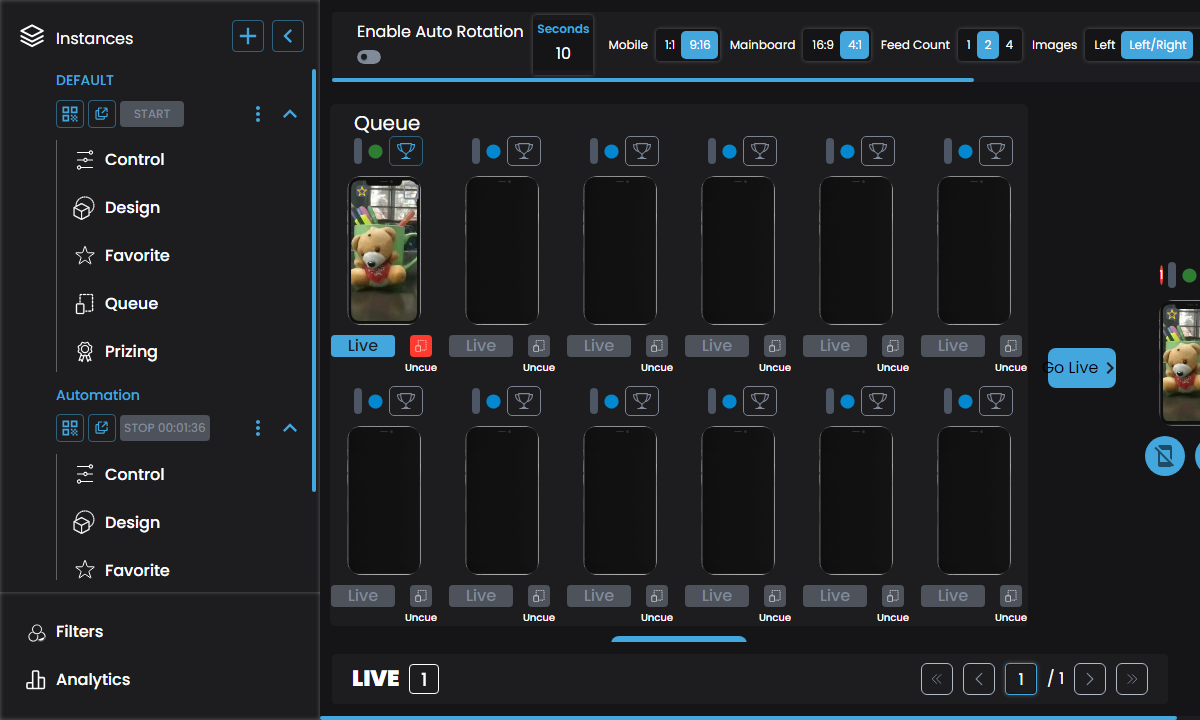 Instances
DEFAULT
START
Control
Design
Favorite
Queue
Prizing
Automation
STOP 00:01:36
Control
Design
Favorite
Filters
Analytics
Enable Auto Rotation
Seconds
10
Mobile 1:1 9:16 Mainboard 16:9 4:1 Feed Count 1 2 4 Images Left Left/Right
Queue
Live Live Live Live Live Live
Uncue Uncue Uncue Uncue Uncue Uncue
Live Live Live Live Live Live
Uncue Uncue Uncue Uncue Uncue Uncue
1
Go Live
LIVE 1
1 / 1